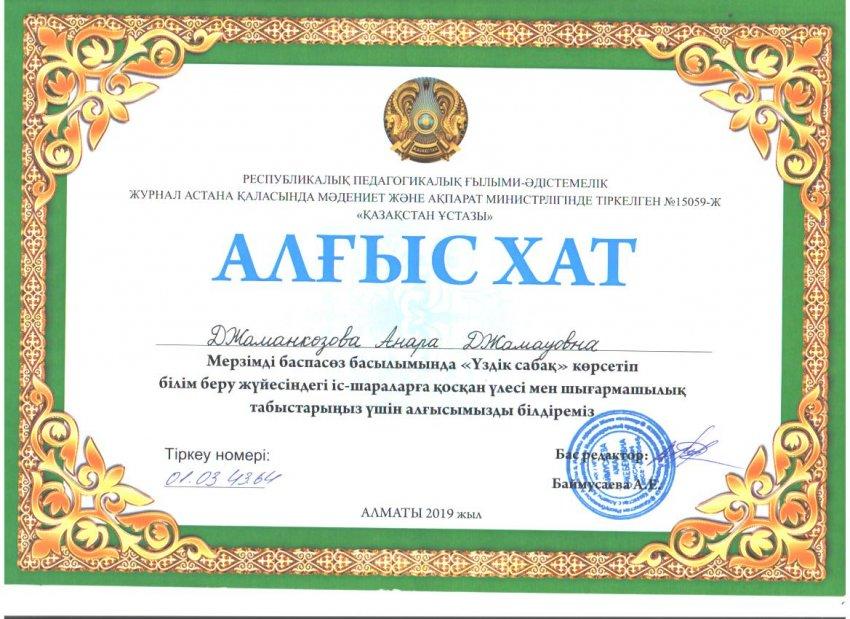 ҚАЗАҚСТАН
РЕСПУБЛИКАЛЫҚ ПЕДАГОГИКАЛЫҚ ҒЫЛЫМИ-ӘДІСТЕМЕЛІК
ЖУРНАЛ АСТАНА ҚАЛАСЫНДА МӘДЕНИЕТ ЖӘНЕ АҚПАРАТ МИНИСТРЛІГІНДЕ ТІРКЕЛГЕН №15059-Ж
«ҚАЗАҚСТАН ҰСТАЗЫ»
АЛҒЫС ХАТ
Джаманкозова Анара Джамауовна
Мерзімді баспасөз басылымында «Үздік сабақ» көрсетіп
білім беру жүйесіндегі іс-шараларға қосқан үлесі мен шығармашылық
табыстарыңыз үшін алғысымызды білдіреміз
Тіркеу номері:
01.03 4364
Бас редактор:
Баймусаева А.Е.
АЛМАТЫ 2019 жыл